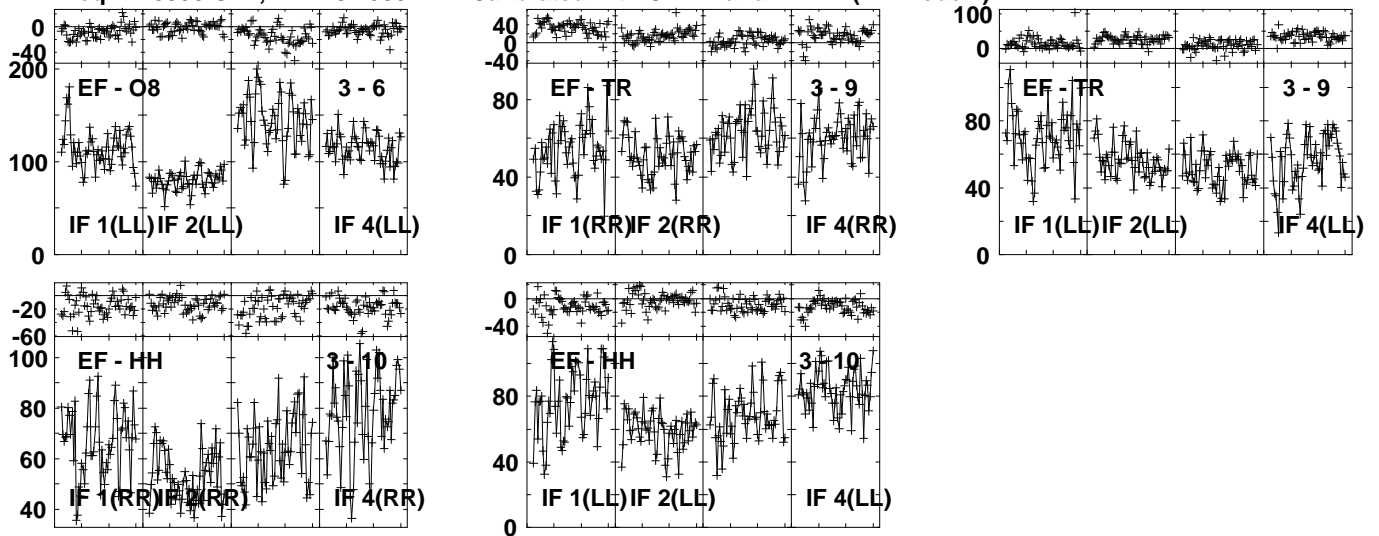 0
-40
200
100
0
EF - O8
3 - 6
IF 1(LL)
IF 2(LL)
IF 4(LL)
40
0
-40
80
40
0
EF - TR
3 - 9
IF 1(RR)
IF 2(RR)
IF 4(RR)
100
0
80
40
0
EF - TR
3 - 9
IF 1(LL)
IF 2(LL)
IF 4(LL)
-20
-60
100
80
60
40
EF - HH
3 - 10
IF 1(RR)
IF 2(RR)
IF 4(RR)
0
-40
80
40
0
EF - HH
3 - 10
IF 1(LL)
IF 2(LL)
IF 4(LL)